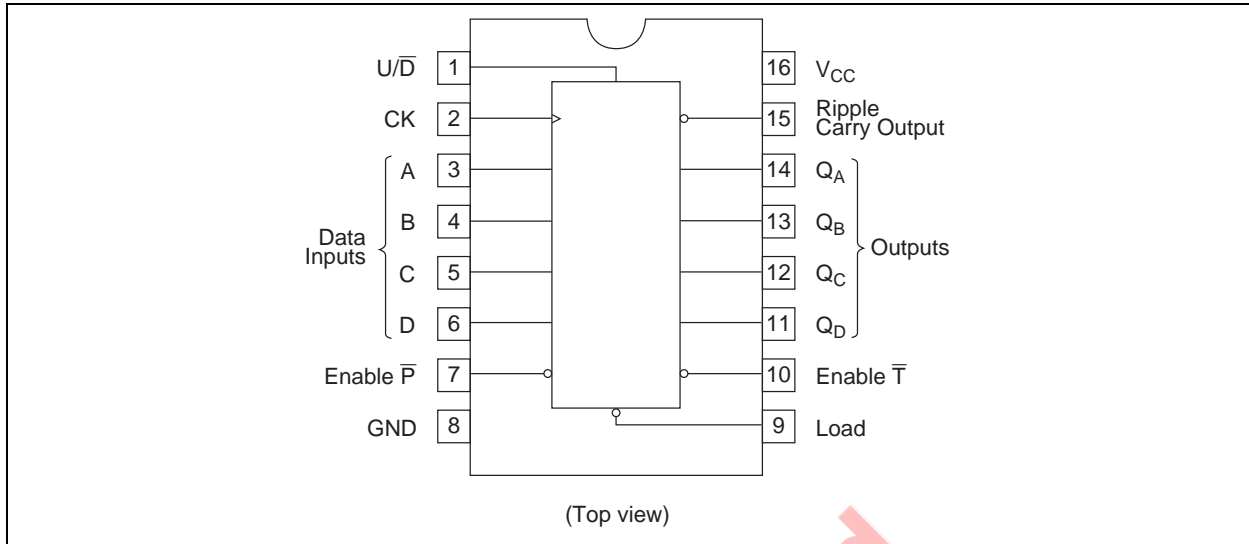 U/D̅ 1 16 VCC
CK 2 15 Ripple Carry Output
A 3 14 QA
B 4 13 QB
Data Inputs
Outputs
C 5 12 QC
D 6 11 QD
Enable P̅ 7 10 Enable T̅
GND 8 9 Load
(Top view)